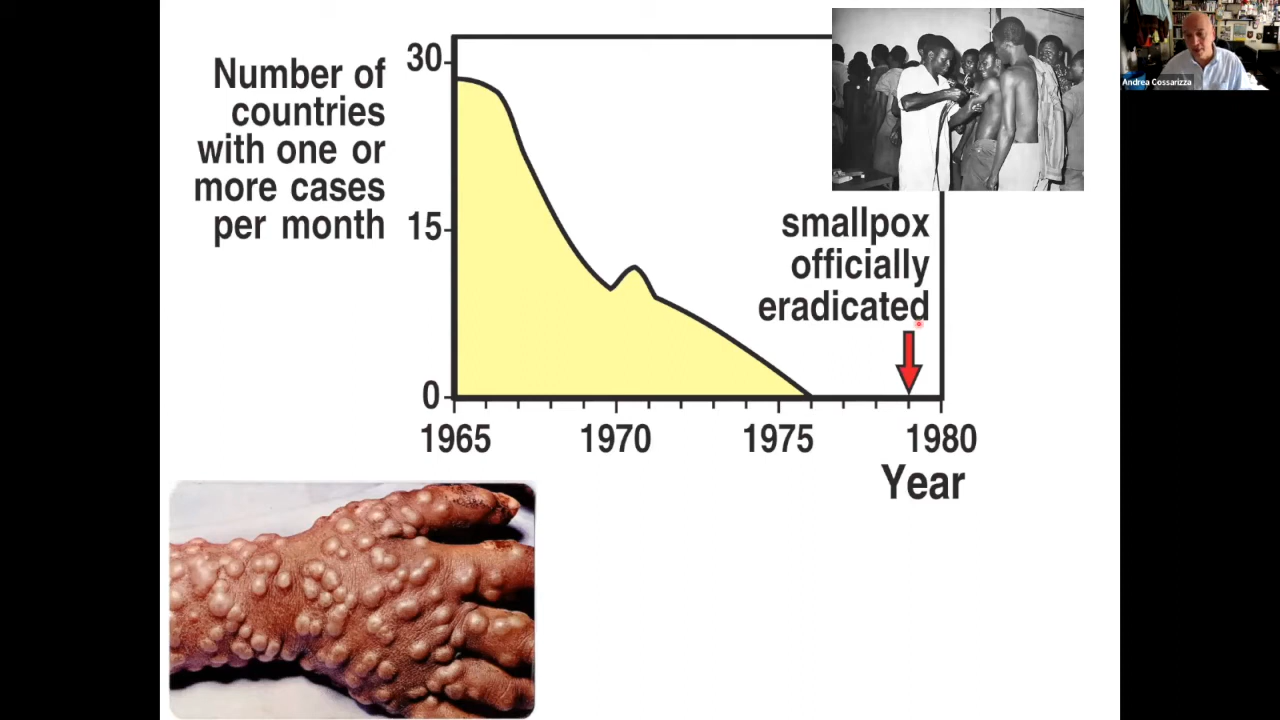 Number of
countries
with one or
more cases
per month
30
15
0
smallpox
officially
eradicated
1965 1970 1975 1980
Year
Andrea Cossarizza